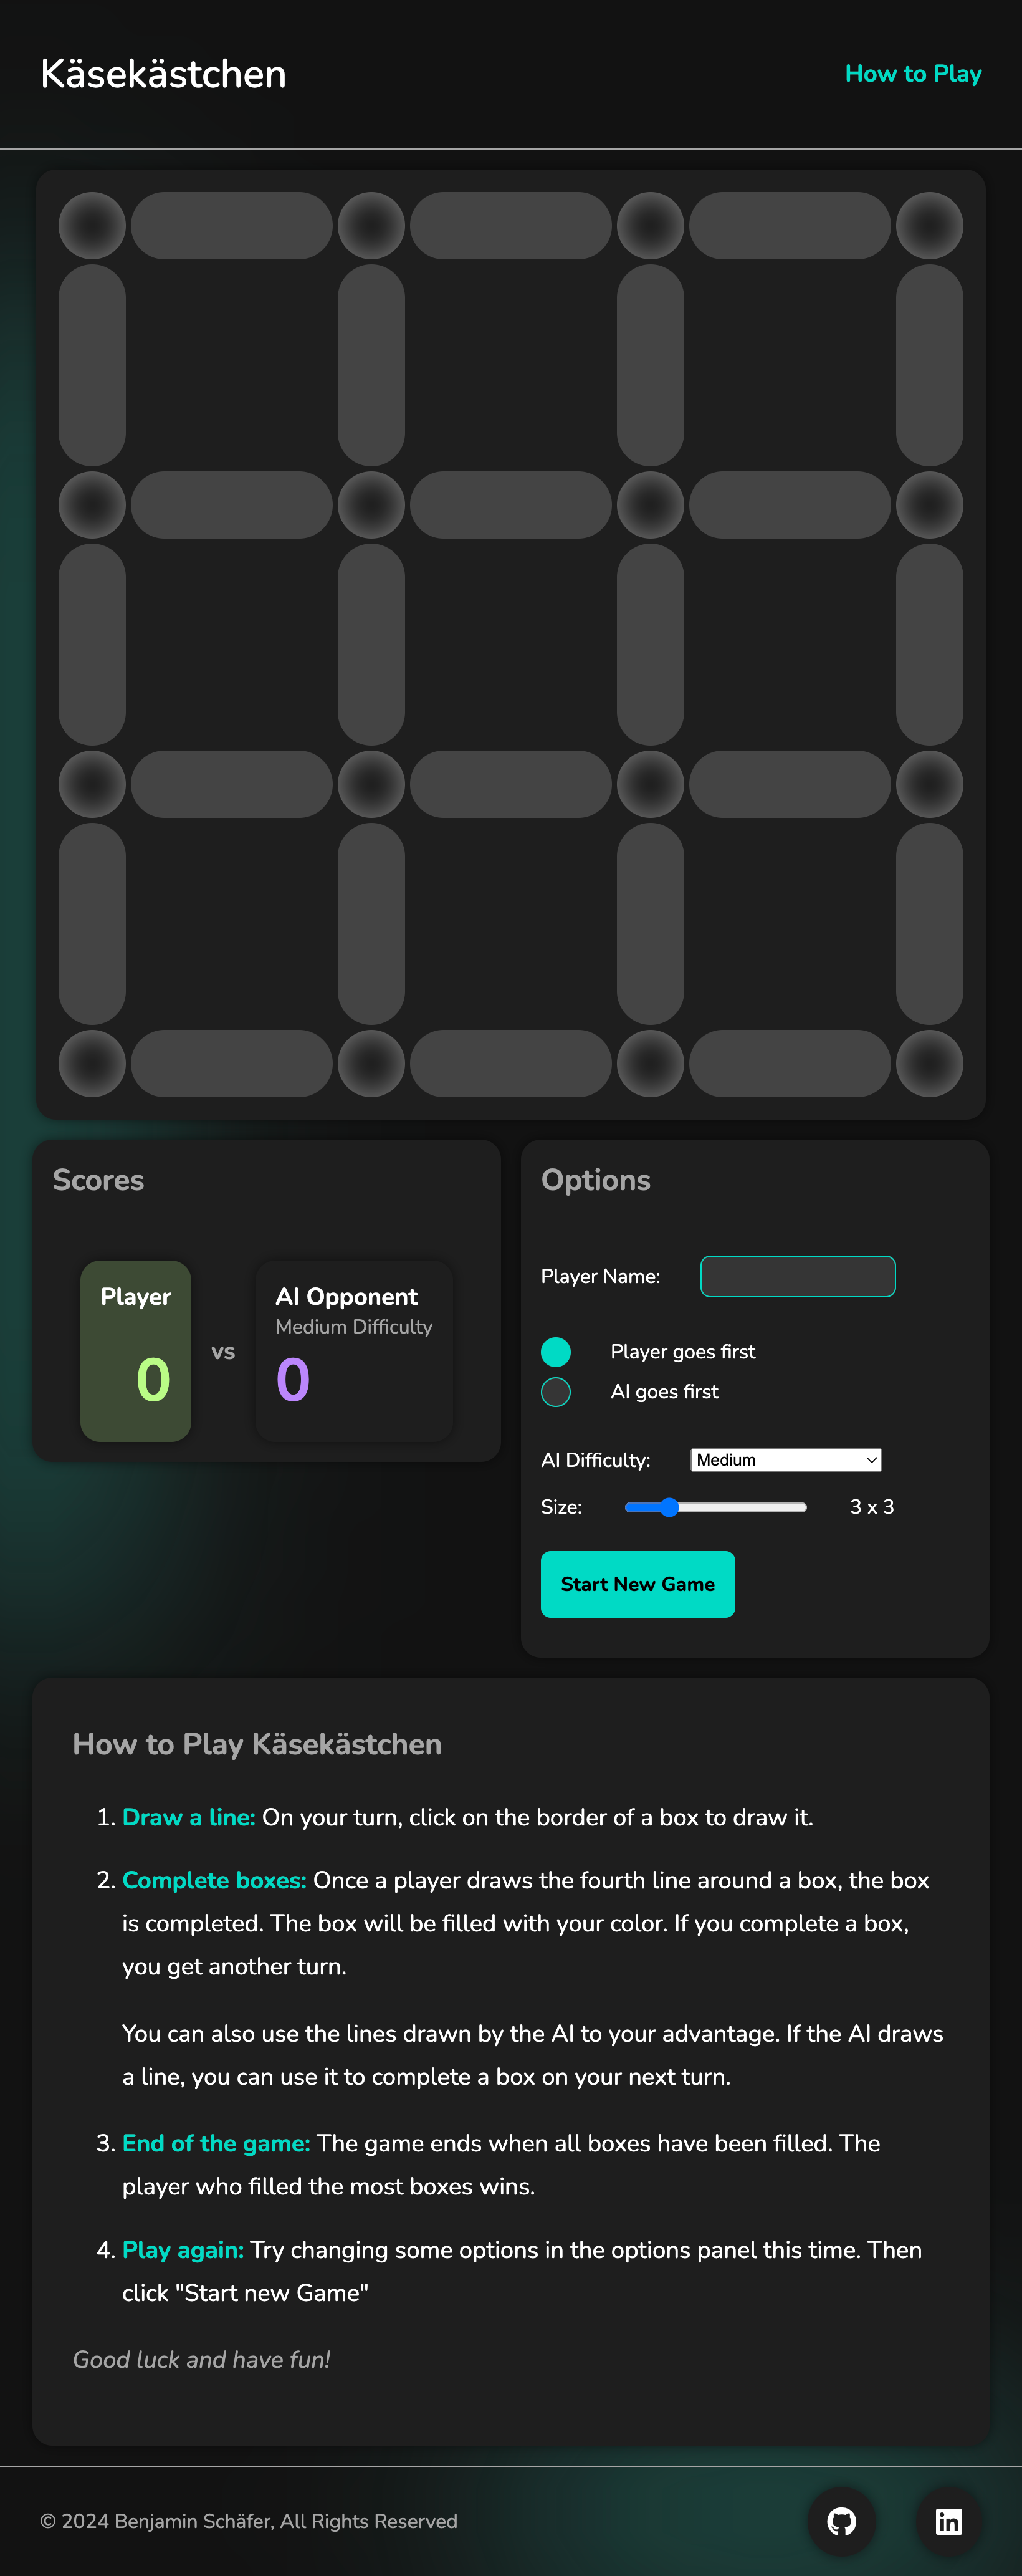 Käsekästchen
How to Play
Scores
Player
0
vs
AI Opponent
Medium Difficulty
0
Options
Player Name:
Player goes first
AI goes first
AI Difficulty:
Medium
Size:
3 x 3
Start New Game
How to Play Käsekästchen
1. Draw a line: On your turn, click on the border of a box to draw it.
2. Complete boxes: Once a player draws the fourth line around a box, the box
is completed. The box will be filled with your color. If you complete a box,
you get another turn.
You can also use the lines drawn by the AI to your advantage. If the AI draws
a line, you can use it to complete a box on your next turn.
3. End of the game: The game ends when all boxes have been filled. The
player who filled the most boxes wins.
4. Play again: Try changing some options in the options panel this time. Then
click "Start new Game"
Good luck and have fun!
© 2024 Benjamin Schäfer, All Rights Reserved
in